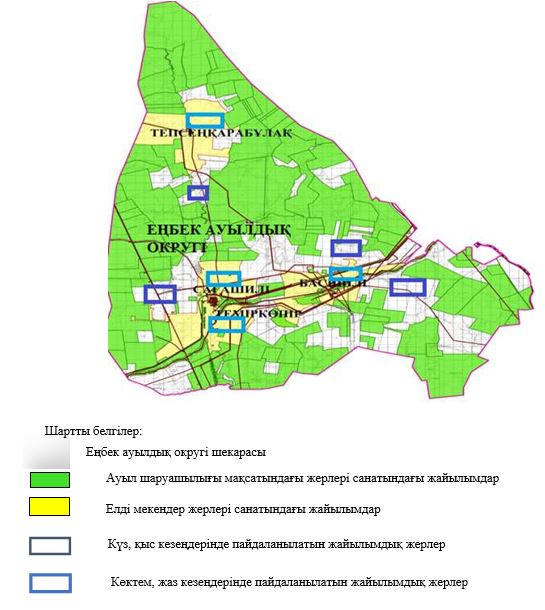 ТЕПСЕҢҚАРАБҰЛАҚ
ЕҢБЕК АУЫЛДЫҚ
ОКРУГІ
ТЕМІРКӨПІР
Шартты белгілер:
Еңбек ауылдық округі шекарасы
Ауыл шаруашылығы мақсатындағы жерлері санатындағы жайылымдар
Елді мекендер жерлері санатындағы жайылымдар
Күз, қыс кезеңдерінде пайдаланылатын жайылымдық жерлер
Көктем, жаз кезеңдерінде пайдаланылатын жайылымдық жерлер